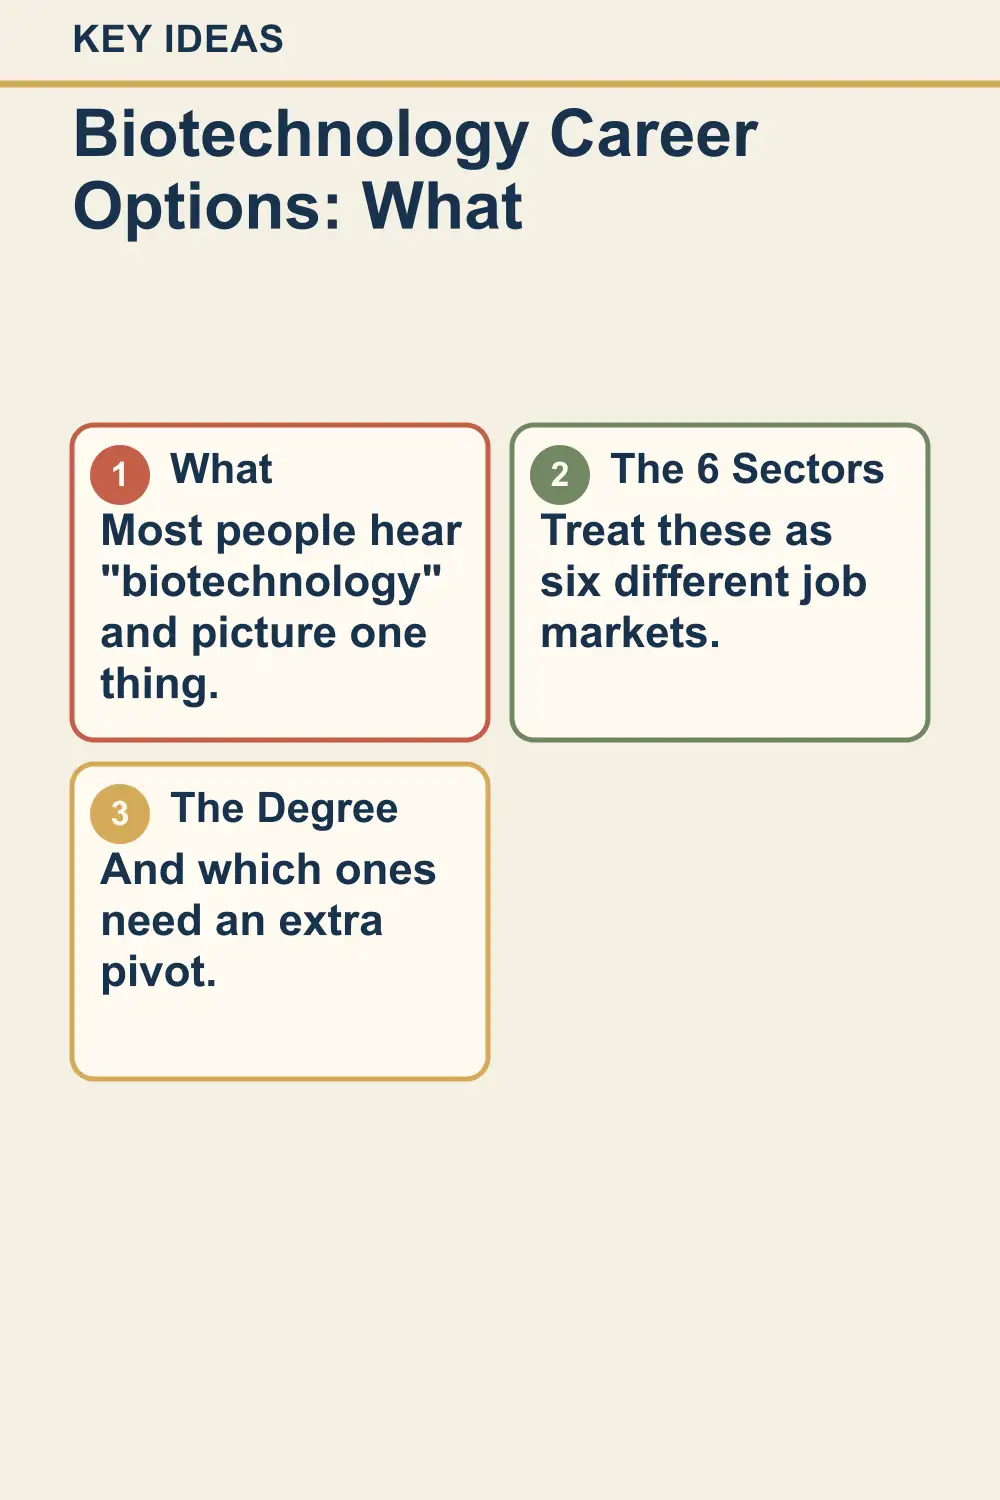 KEY IDEAS
Biotechnology Career
Options: What
1 What
Most people hear
"biotechnology"
and picture one
thing.
2 The 6 Sectors
Treat these as
six different job
markets.
3 The Degree
And which ones
need an extra
pivot.